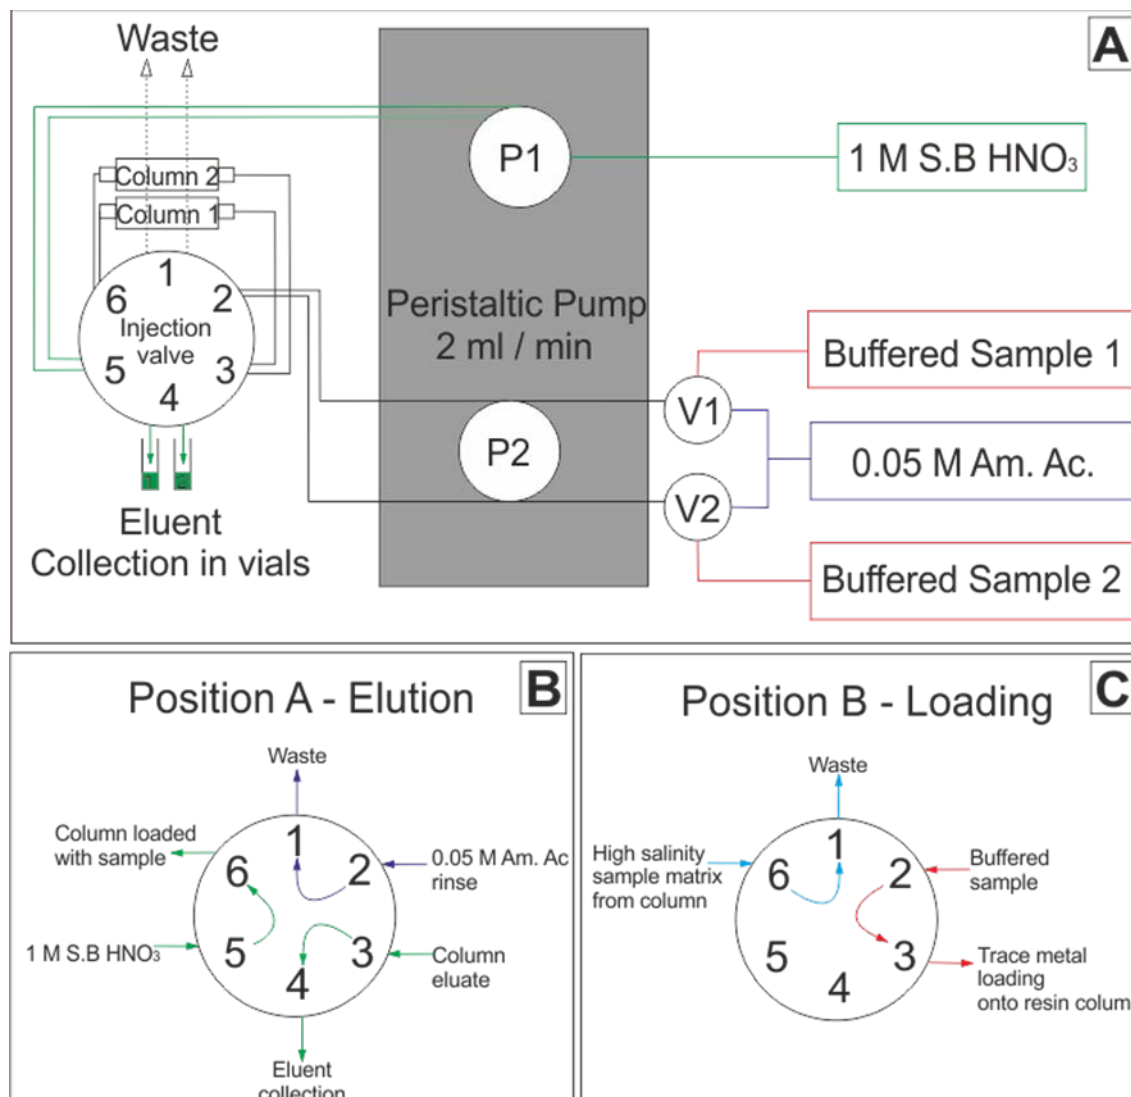 A
Waste
P1
1 M S.B HNO₃
Column 2
Column 1
1
2
3
4
5
6
Injection
valve
Peristaltic Pump
2 ml / min
Buffered Sample 1
V1
P2
0.05 M Am. Ac.
V2
1
2
Eluent
Collection in vials
Buffered Sample 2
B
Position A - Elution
Waste
Column loaded
with sample
1
2
3
4
5
6
0.05 M Am. Ac
rinse
1 M S.B HNO₃
Column
eluate
Eluent
collection
C
Position B - Loading
Waste
High salinity
sample matrix
from column
1
2
3
4
5
6
Buffered
sample
Trace metal
loading
onto resin colum